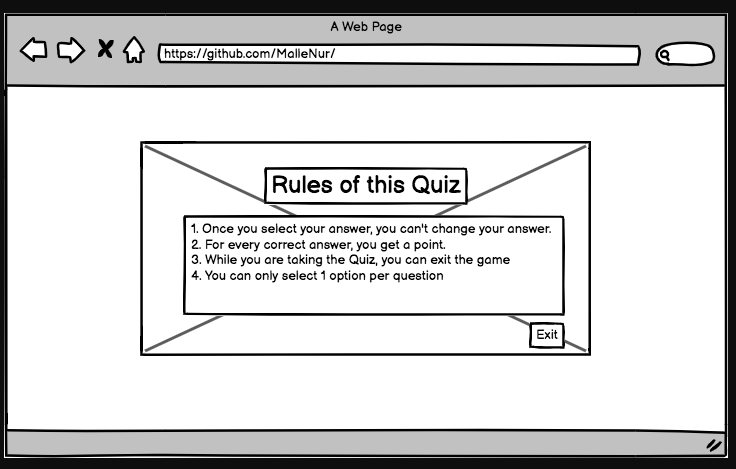 A Web Page
https://github.com/MalleNur/
Rules of this Quiz
1. Once you select your answer, you can't change your answer.
2. For every correct answer, you get a point.
3. While you are taking the Quiz, you can exit the game
4. You can only select 1 option per question
Exit